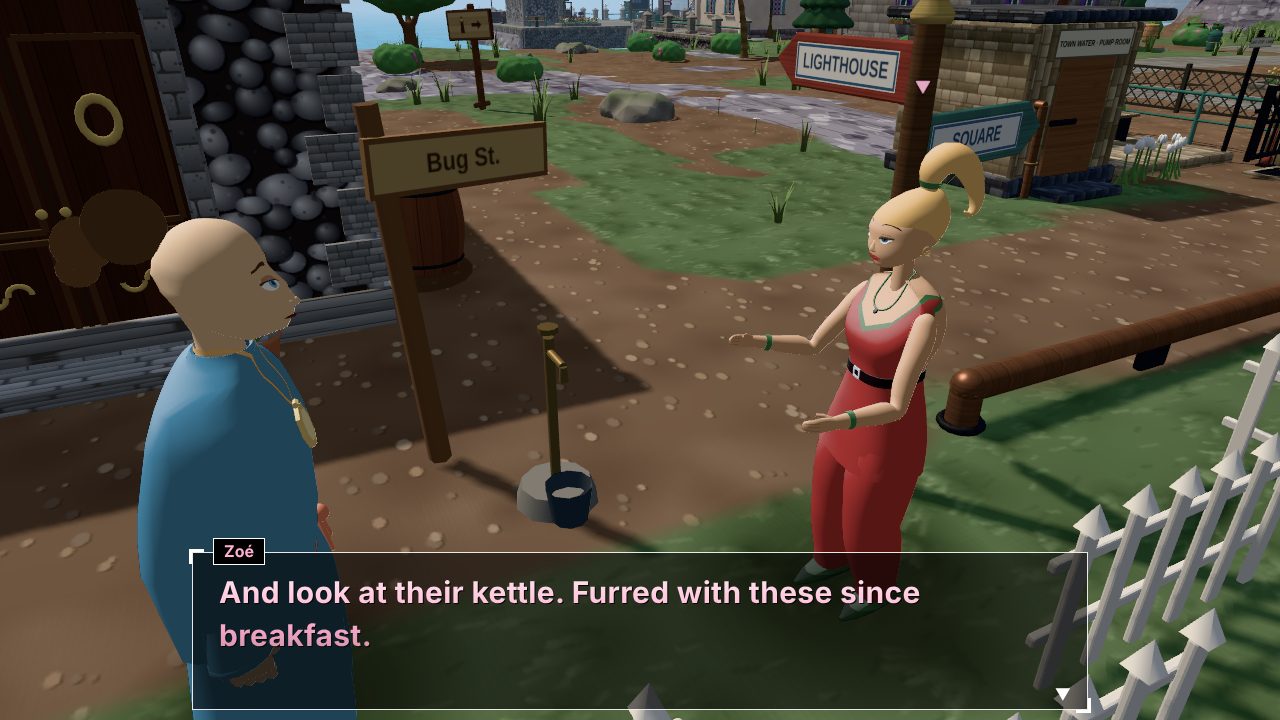 TOWN WATER · PUMP ROOM
LIGHTHOUSE
SQUARE
Bug St.
Zoé
And look at their kettle. Furred with these since
breakfast.